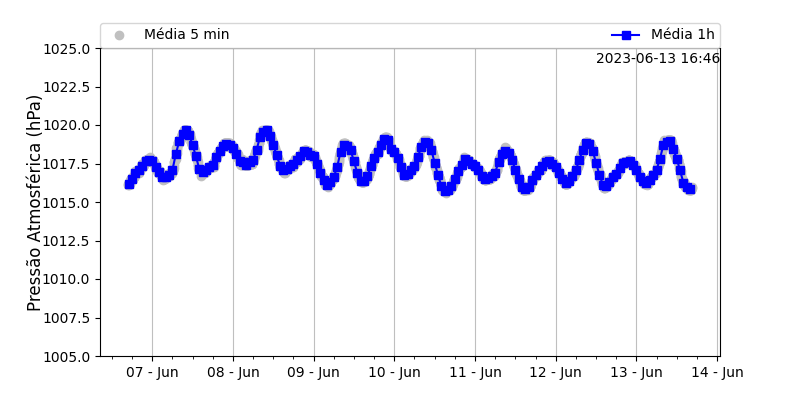 Média 5 min
Média 1h
2023-06-13 16:46
Pressão Atmosférica (hPa)
1025.0
1022.5
1020.0
1017.5
1015.0
1012.5
1010.0
1007.5
1005.0
07 - Jun
08 - Jun
09 - Jun
10 - Jun
11 - Jun
12 - Jun
13 - Jun
14 - Jun